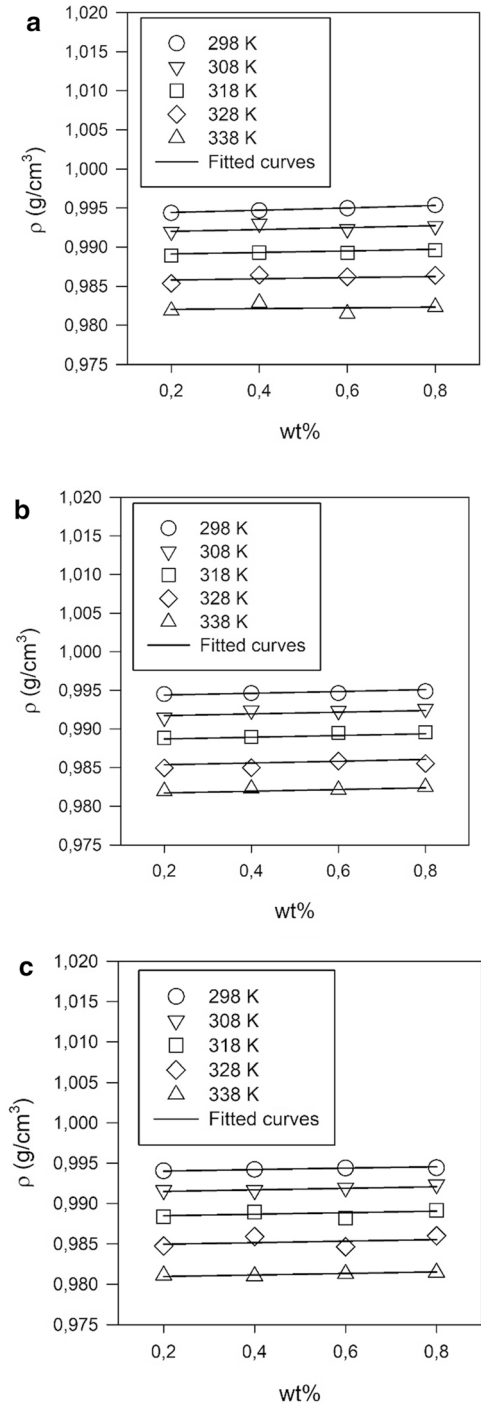 a
1,020
1,015
1,010
1,005
1,000
0,995
0,990
0,985
0,980
0,975
ρ (g/cm³)
298 K
308 K
318 K
328 K
338 K
Fitted curves
0,2 0,4 0,6 0,8
wt%
b
1,020
1,015
1,010
1,005
1,000
0,995
0,990
0,985
0,980
0,975
ρ (g/cm³)
298 K
308 K
318 K
328 K
338 K
Fitted curves
0,2 0,4 0,6 0,8
wt%
c
1,020
1,015
1,010
1,005
1,000
0,995
0,990
0,985
0,980
0,975
ρ (g/cm³)
298 K
308 K
318 K
328 K
338 K
Fitted curves
0,2 0,4 0,6 0,8
wt%